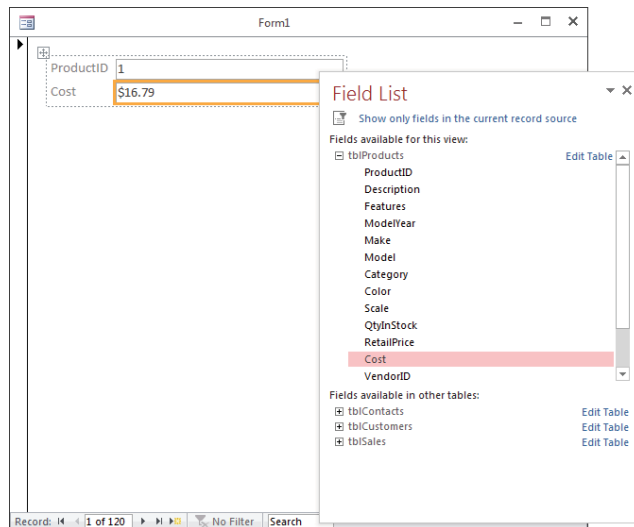 Form1
ProductID 1
Cost $16.79
Field List
Show only fields in the current record source
Fields available for this view:
tblProducts Edit Table
ProductID
Description
Features
ModelYear
Make
Model
Category
Color
Scale
QtyInStock
RetailPrice
Cost
VendorID
Fields available in other tables:
tblContacts Edit Table
tblCustomers Edit Table
tblSales Edit Table
Record: 1 of 120 No Filter Search